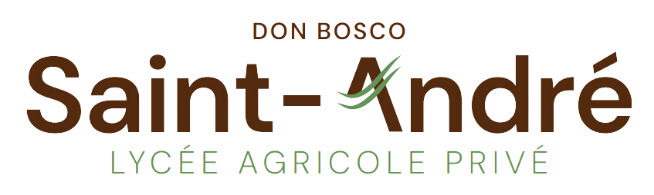 DON BOSCO
Saint-André
LYCÉE AGRICOLE PRIVÉ